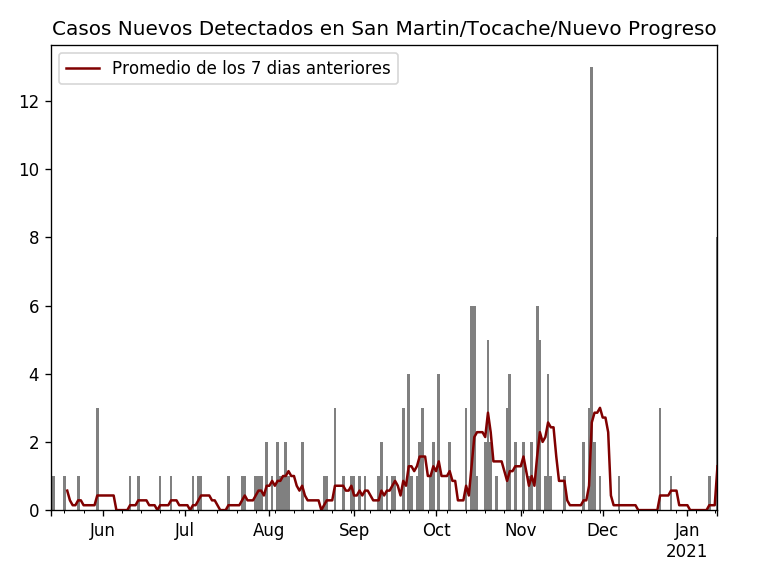 Casos Nuevos Detectados en San Martin/Tocache/Nuevo Progreso
Promedio de los 7 dias anteriores
12
10
8
6
4
2
0
Jun Jul Aug Sep Oct Nov Dec Jan
2021